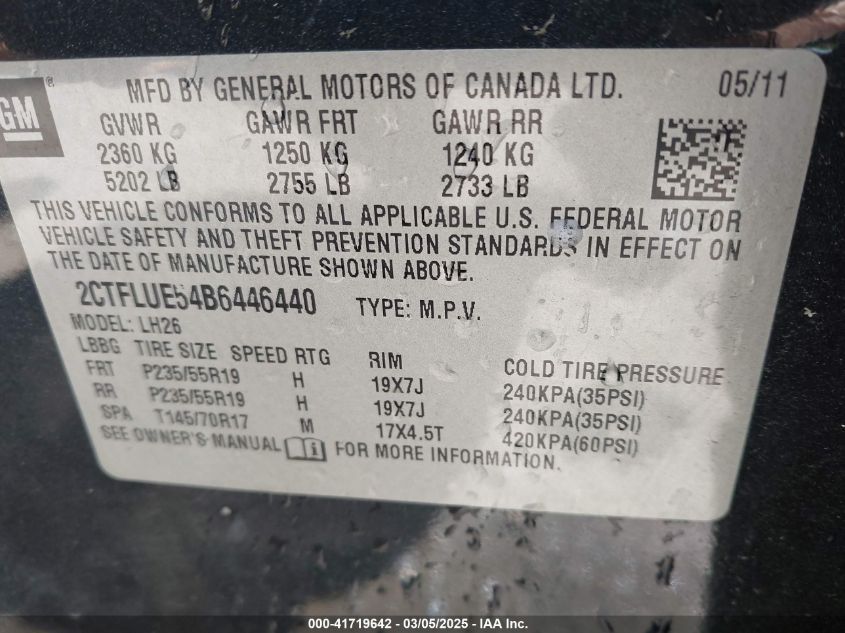 GM
MFD BY GENERAL MOTORS OF CANADA LTD. 05/11
GVWR GAWR FRT GAWR RR
2360 KG 1250 KG 1240 KG
5202 LB 2755 LB 2733 LB
THIS VEHICLE CONFORMS TO ALL APPLICABLE U.S. FEDERAL MOTOR
VEHICLE SAFETY AND THEFT PREVENTION STANDARDS IN EFFECT ON
THE DATE OF MANUFACTURE SHOWN ABOVE.
2CTFLUE54B6446440 TYPE: M.P.V.
MODEL: LH26
LBBG TIRE SIZE SPEED RTG RIM COLD TIRE PRESSURE
FRT P235/55R19 H 19X7J 240KPA(35PSI)
RR P235/55R19 H 19X7J 240KPA(35PSI)
SPA T145/70R17 M 17X4.5T 420KPA(60PSI)
SEE OWNER'S MANUAL FOR MORE INFORMATION.
000-41719642 - 03/05/2025 - IAA Inc.